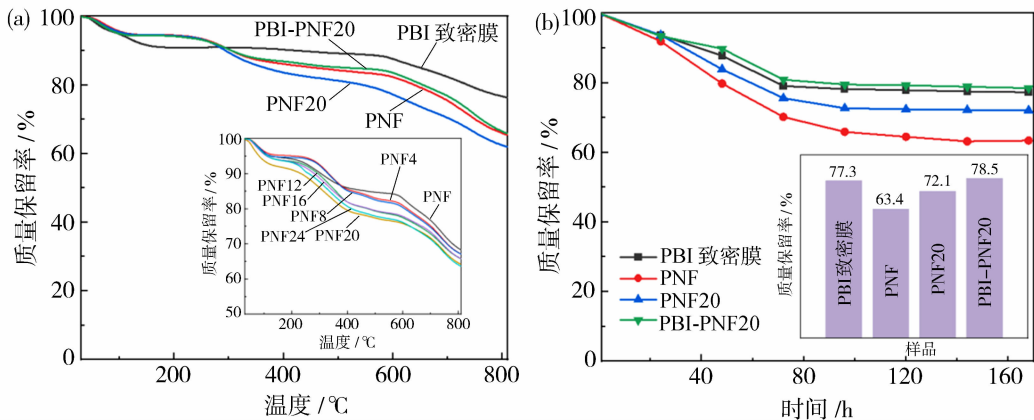 (a)
100
80
60
40
20
0
质量保留率 / %
0
200
400
600
800
温度 / ℃
PBI-PNF20
PBI 致密膜
PNF20
PNF
100
90
80
70
60
50
质量保留率 / %
200
400
600
800
温度 / ℃
PNF4
PNF
PNF12
PNF16
PNF8
PNF24
PNF20
(b)
100
80
60
40
20
0
质量保留率 / %
0
40
80
120
160
时间 /h
PBI 致密膜
PNF
PNF20
PBI-PNF20
质量保留率 / %
77.3
63.4
72.1
78.5
PBI致密膜
PNF
PNF20
PBI–PNF20
样品